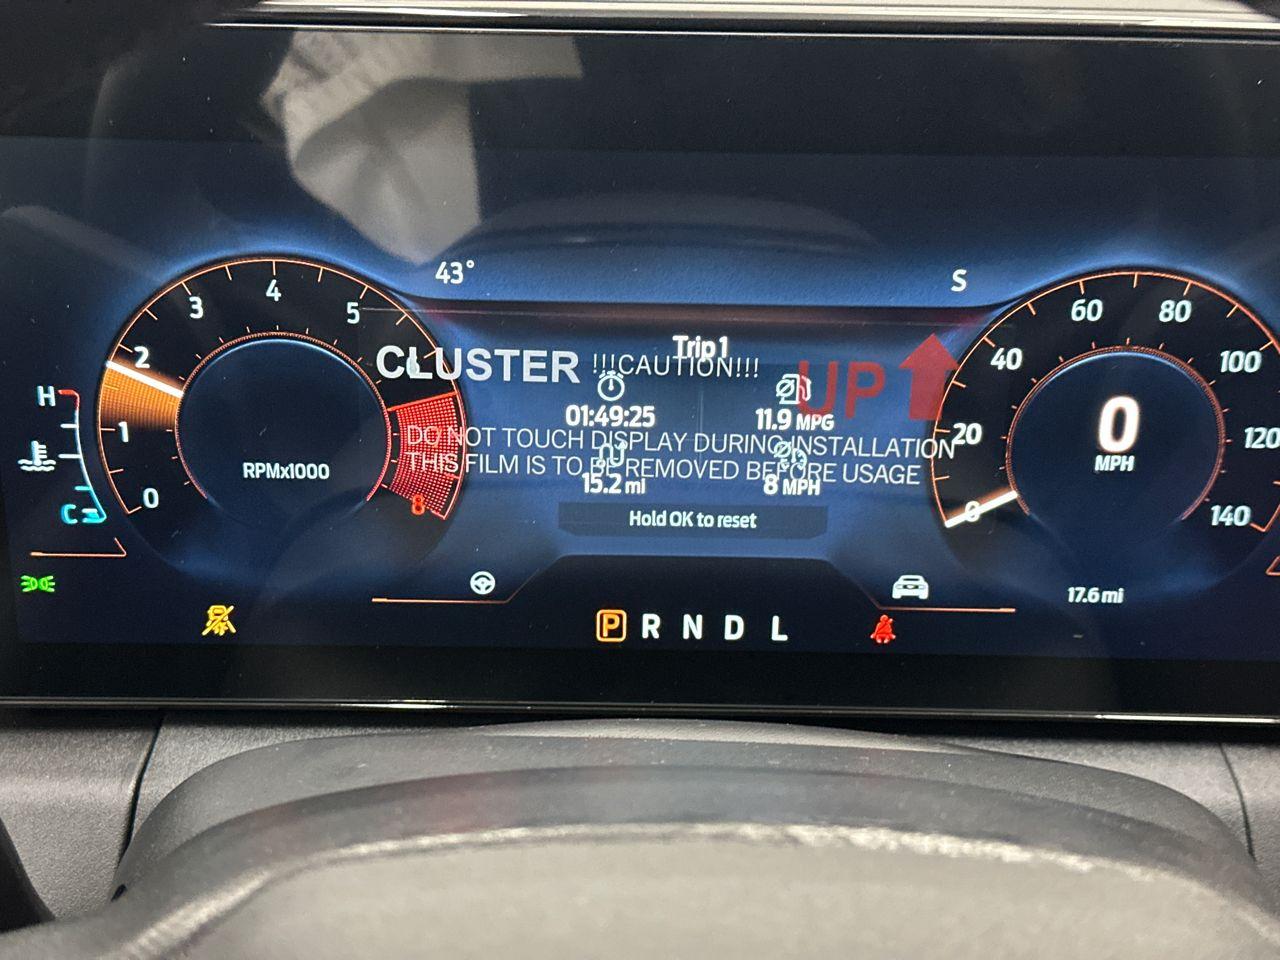 43°
S
3 4 5
2
6
1
0
8
RPMx1000
H
C
CLUSTER !!!CAUTION!!! UP
DO NOT TOUCH DISPLAY DURING INSTALLATION
THIS FILM IS TO BE REMOVED BEFORE USAGE
Trip 1
01:49:25 11.9 MPG
15.2 mi 8 MPH
Hold OK to reset
60 80
40 100
20 120
0 140
0
MPH
17.6 mi
P R N D L